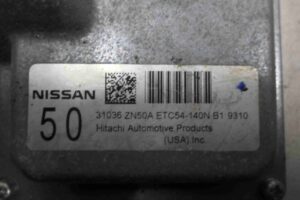 NISSAN
50
31036 ZN50A ETC54-140N B1 9310
Hitachi Automotive Products
(USA),Inc.